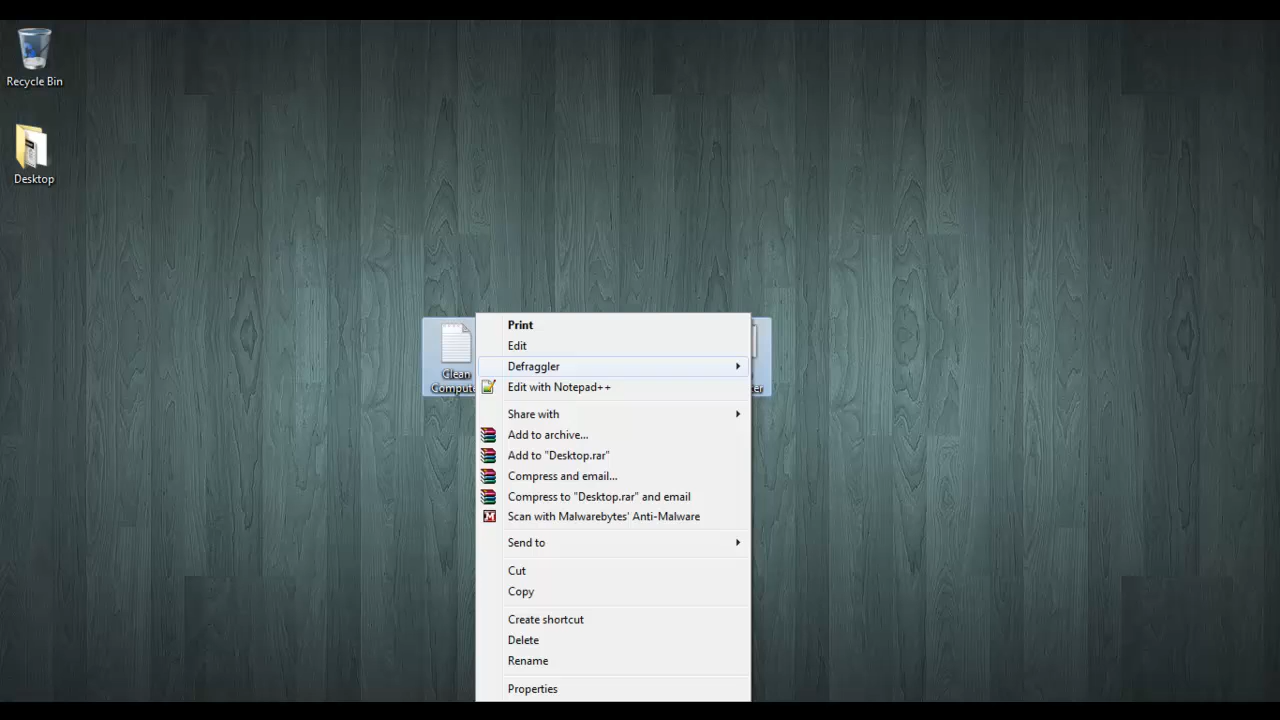 Recycle Bin
Desktop
Clean
Print
Edit
Defraggler
Edit with Notepad++
Share with
Add to archive...
Add to "Desktop.rar"
Compress and email...
Compress to "Desktop.rar" and email
Scan with Malwarebytes' Anti-Malware
Send to
Cut
Copy
Create shortcut
Delete
Rename
Properties